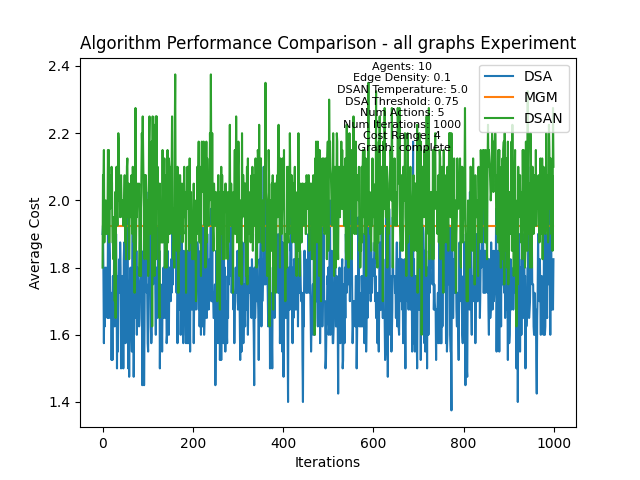 Algorithm Performance Comparison - all graphs Experiment
Agents: 10
Edge Density: 0.1
DSAN Temperature: 5.0
DSA Threshold: 0.75
Num Actions: 5
Num Iterations: 1000
Cost Range: 4
Graph: complete
DSA
MGM
DSAN
Average Cost
2.4
2.2
2.0
1.8
1.6
1.4
0
200
400
600
800
1000
Iterations